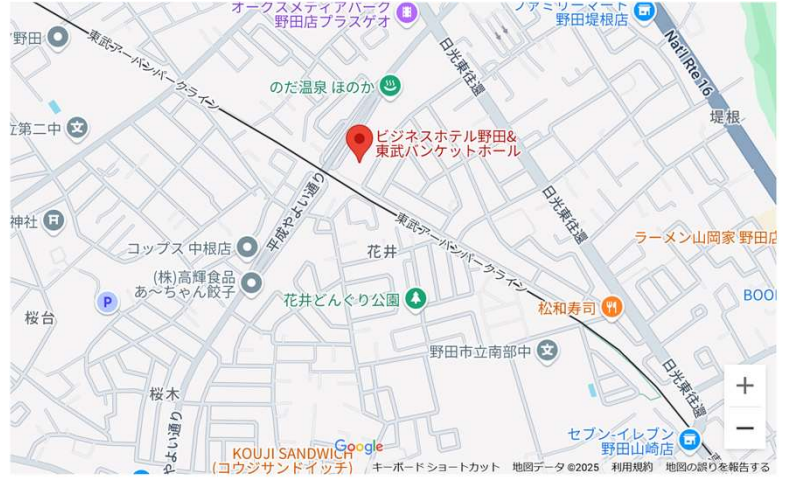 オークスメディアパーク
野田店プラスゲオ
ファミリーマート
野田堤根店
野田
東武アーバンパークライン
日光東往還
Nat'l Rte 16
のだ温泉 ほのか
堤根
立第二中
ビジネスホテル野田&
東武バンケットホール
平成やよい通り
日光東往還
神社
東武アーバンパークライン
ラーメン山岡家 野田店
コップス 中根店
花井
(株)高輝食品
あ～ちゃん餃子
花井どんぐり公園
BOO
松和寿司
P
桜台
野田市立南部中
日光東往還
桜木
やよい通り
セブン-イレブン
野田山崎店
東
KOUJI SANDWICH
(コウジサンドイッチ)
Google
キーボード ショートカット 地図データ ©2025 利用規約 地図の誤りを報告する